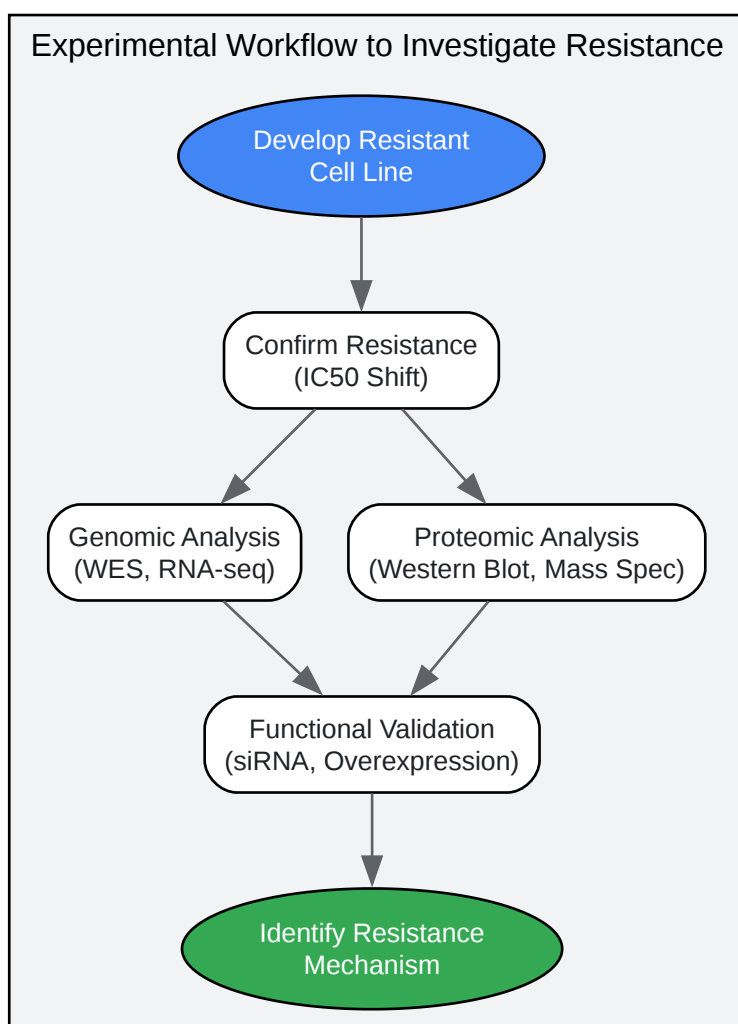 Experimental Workflow to Investigate Resistance
Develop Resistant
Cell Line
Confirm Resistance
(IC50 Shift)
Genomic Analysis
(WES, RNA-seq)
Proteomic Analysis
(Western Blot, Mass Spec)
Functional Validation
(siRNA, Overexpression)
Identify Resistance
Mechanism